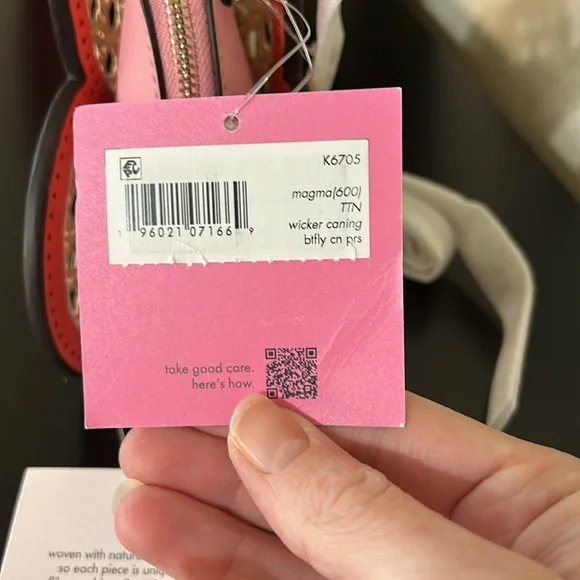 K6705
magma(600)
TTN
wicker caning
btfly cn prs
1 96021 07166 9
take good care.
here's how.
woven with natur
so each piece is uniq